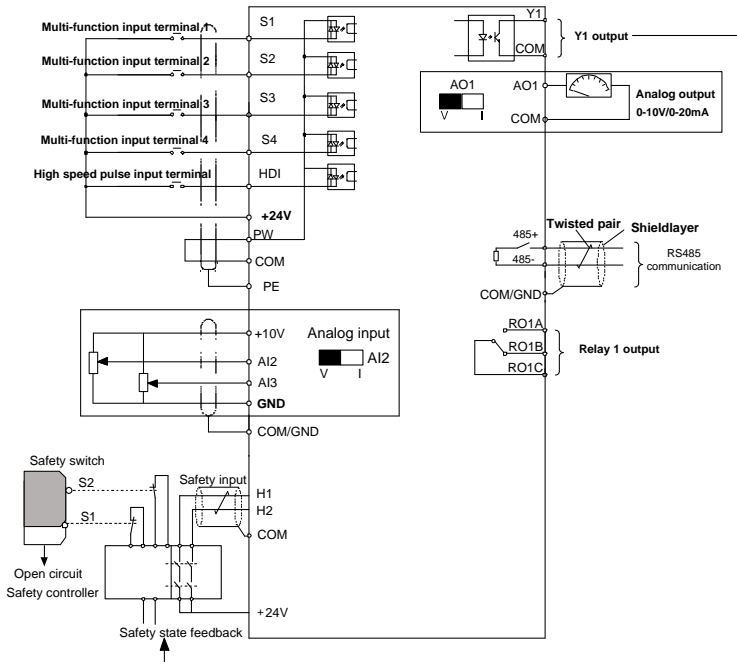 Multi-function input terminal 1
S1
Multi-function input terminal 2
S2
Multi-function input terminal 3
S3
Multi-function input terminal 4
S4
High speed pulse input terminal
HDI
+24V
PW
COM
PE
Y1
COM
Y1 output
AO1
V I
AO1
COM
Analog output
0-10V/0-20mA
Twisted pair
Shieldlayer
485+
485-
RS485
communication
COM/GND
RO1A
RO1B
RO1C
Relay 1 output
+10V
AI2
AI3
GND
Analog input
AI2
V I
COM/GND
Safety switch
S2
S1
Open circuit
Safety controller
Safety input
H1
H2
COM
+24V
Safety state feedback